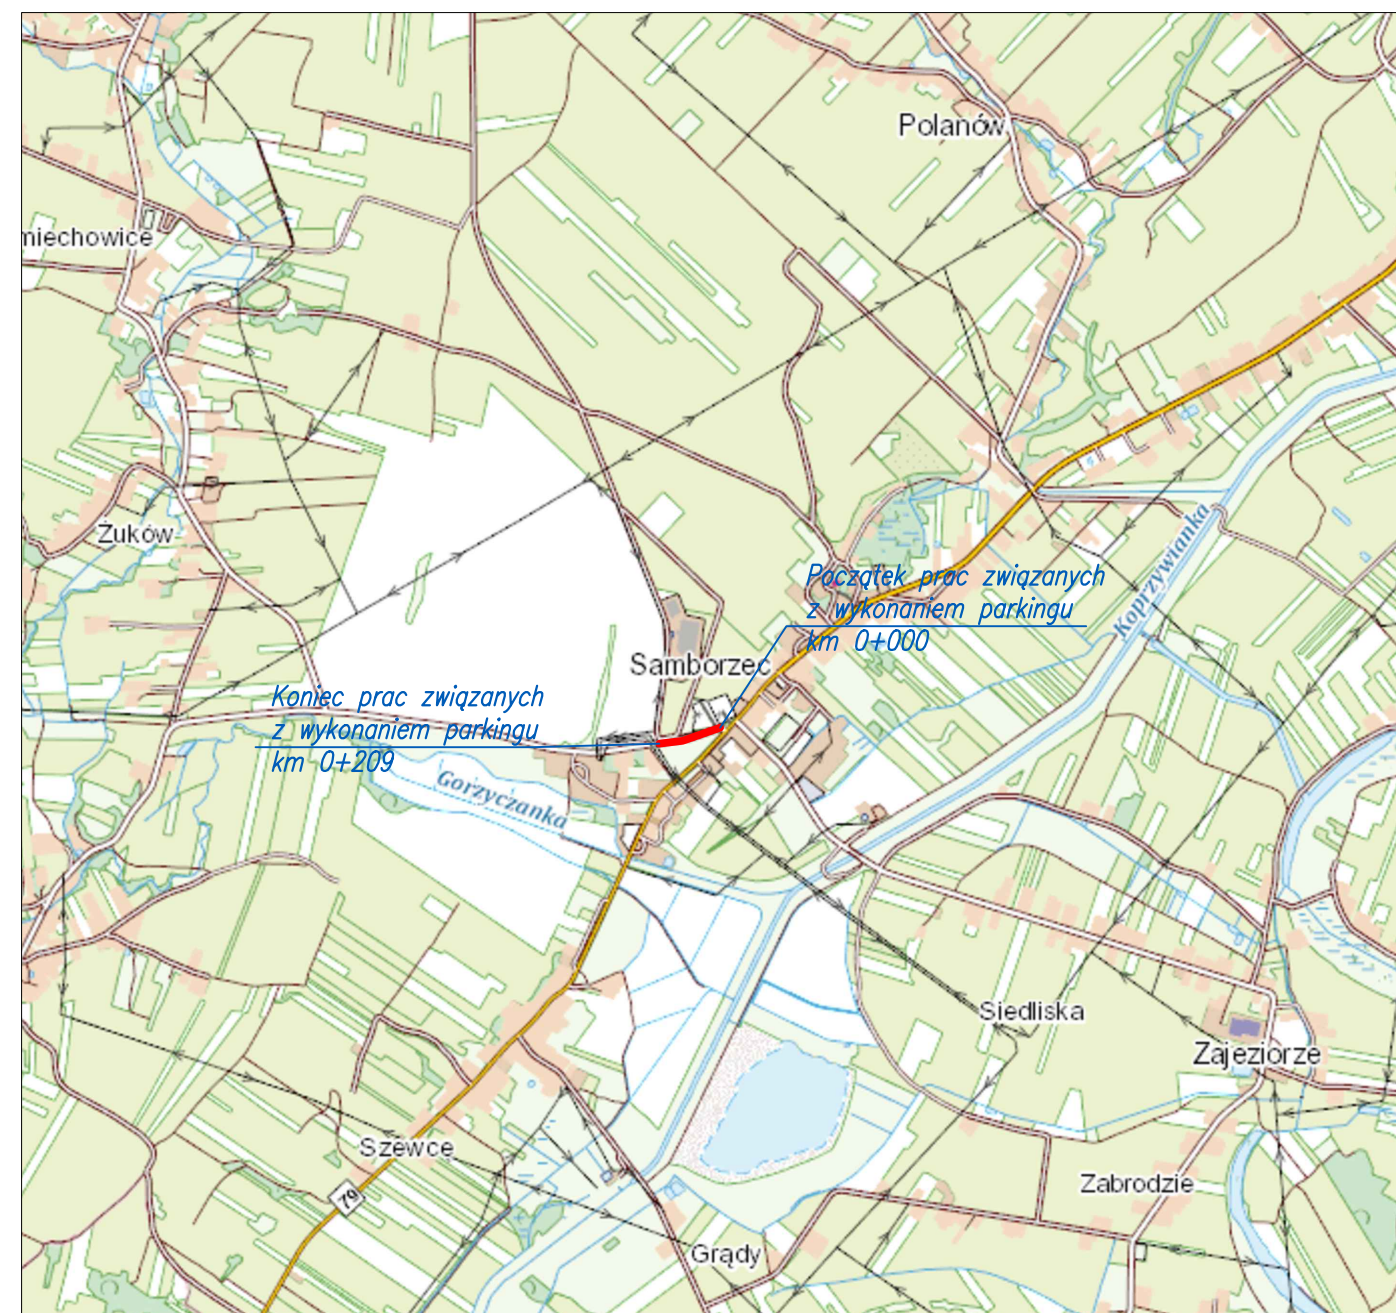 Polanów
miechowice
Żuków
Początek prac związanych
z wykonaniem parkingu
km 0+000
Koprzywianka
Samborzec
Koniec prac związanych
z wykonaniem parkingu
km 0+209
Gorzyczanka
Siedliska
Zajeziorze
Szewce
79
Zabrodzie
Grądy